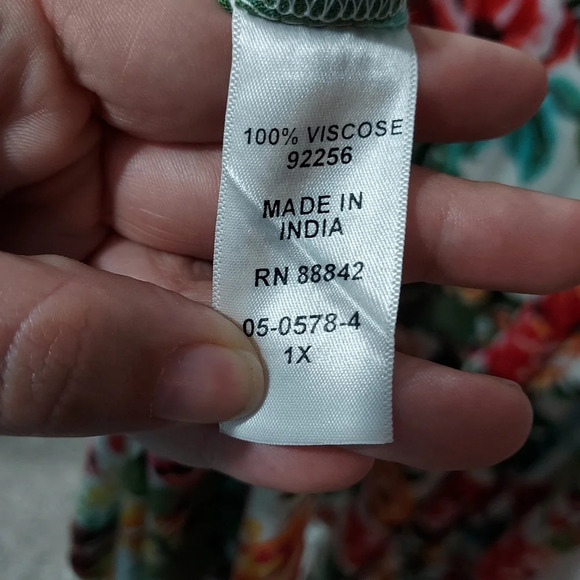 100% VISCOSE
92256
MADE IN
INDIA
RN 88842
05-0578-4
1X